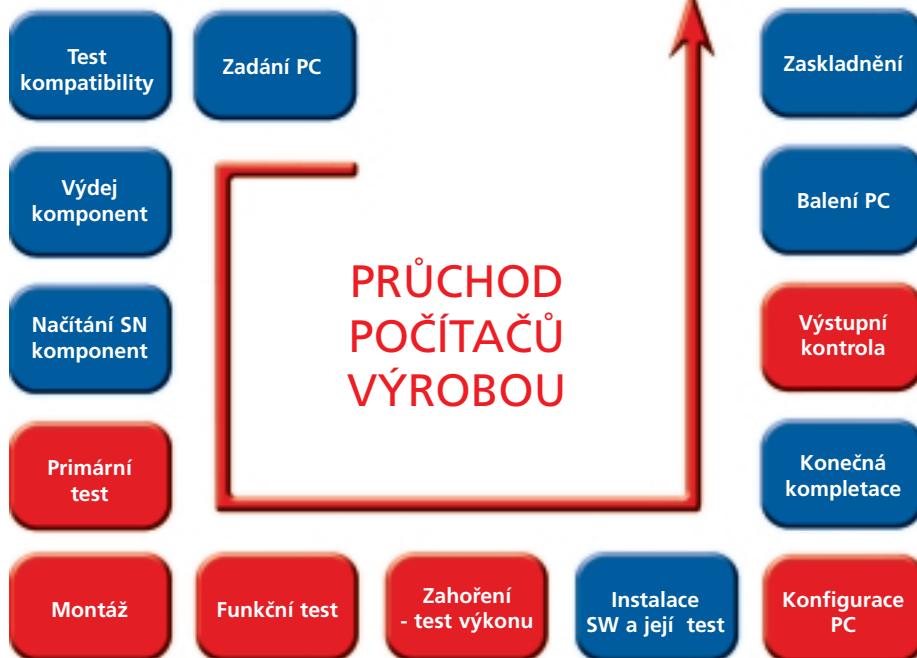 Test
kompatibility
Zadání PC
Zaskladnění
Výdej
komponent
Balení PC
PRŮCHOD
POČÍTAČŮ
VÝROBOU
Načítání SN
komponent
Výstupní
kontrola
Primární
test
Konečná
kompletace
Montáž
Funkční test
Zahoření
- test výkonu
Instalace
SW a její test
Konfigurace
PC